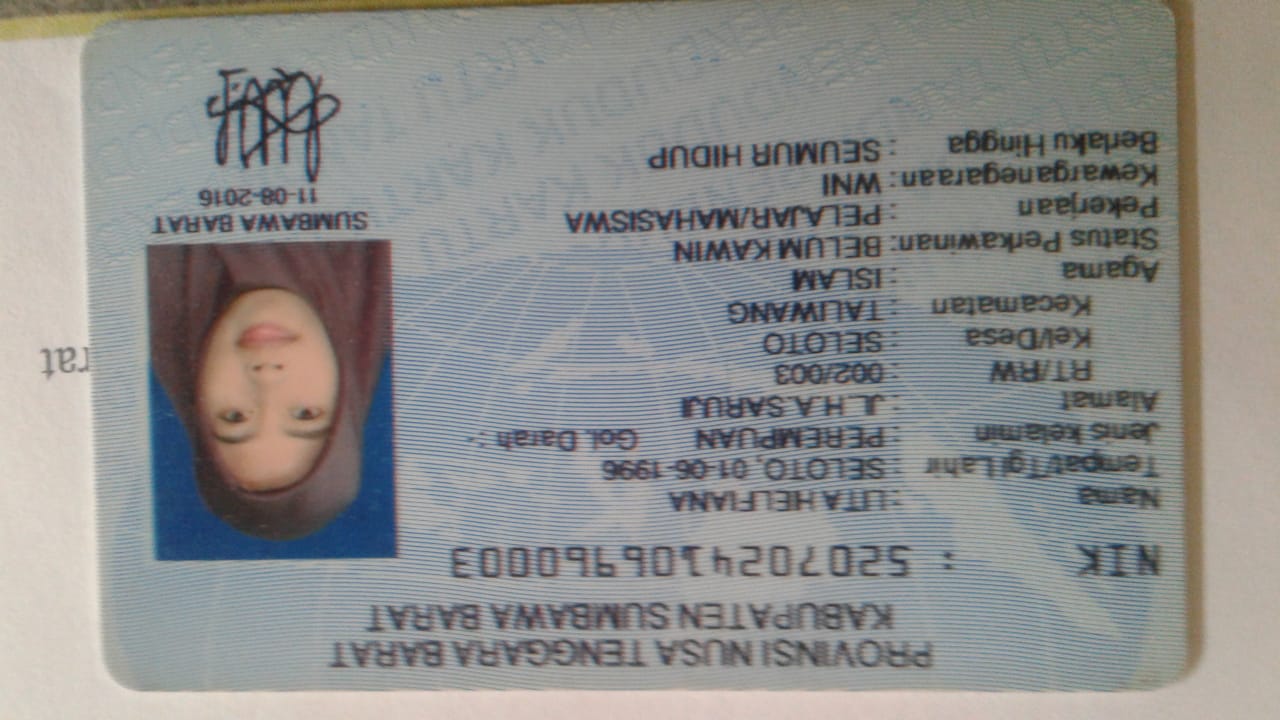 PROVINSI NUSA TENGGARA BARAT
KABUPATEN SUMBAWA BARAT
NIK : 5207024106960003
Nama : LITA HELFIANA
Tempat/Tgl Lahir : SELOTO, 01-06-1996
Jenis kelamin : PEREMPUAN Gol. Darah : -
Alamat : JL.H.A.SARUJI
RT/RW : 002/003
Kel/Desa : SELOTO
Kecamatan : TALIWANG
Agama : ISLAM
Status Perkawinan: BELUM KAWIN
Pekerjaan : PELAJAR/MAHASISWA
Kewarganegaraan: WNI
Berlaku Hingga : SEUMUR HIDUP
SUMBAWA BARAT
11-08-2016
rat